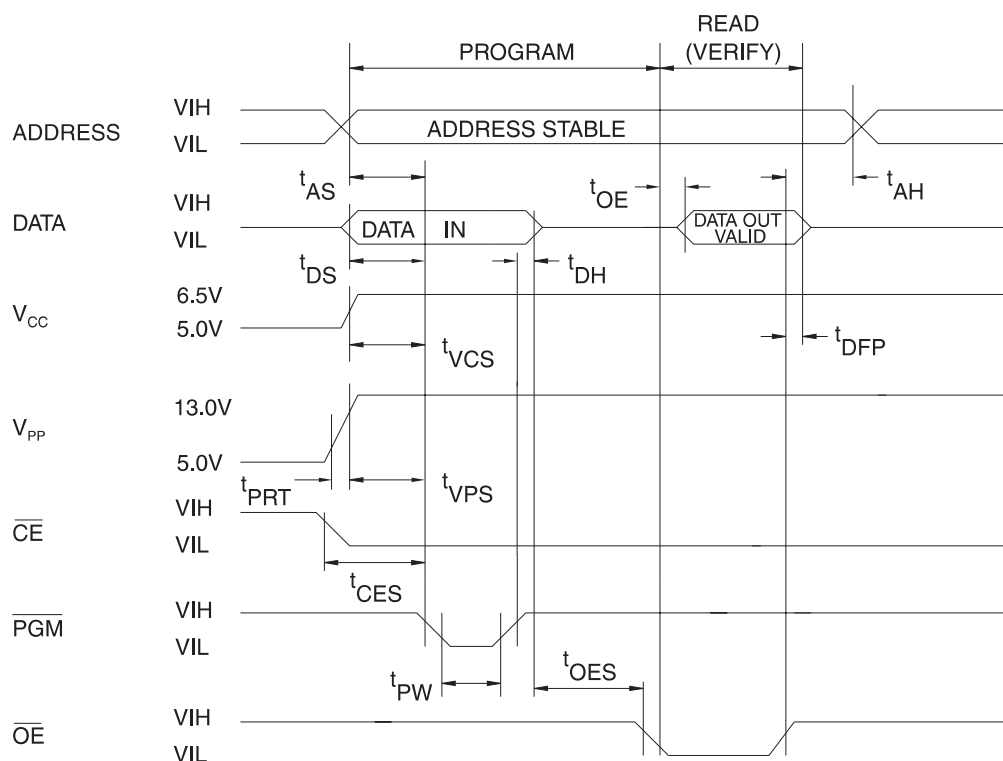 READ
PROGRAM (VERIFY)
ADDRESS VIH
VIL ADDRESS STABLE
tAS tOE tAH
DATA VIH
VIL DATA IN DATA OUT
VALID
tDS tDH
VCC 6.5V
5.0V
tVCS tDFP
VPP 13.0V
5.0V
tPRT tVPS
CE VIH
VIL
tCES
PGM VIH
VIL
tPW tOES
OE VIH
VIL